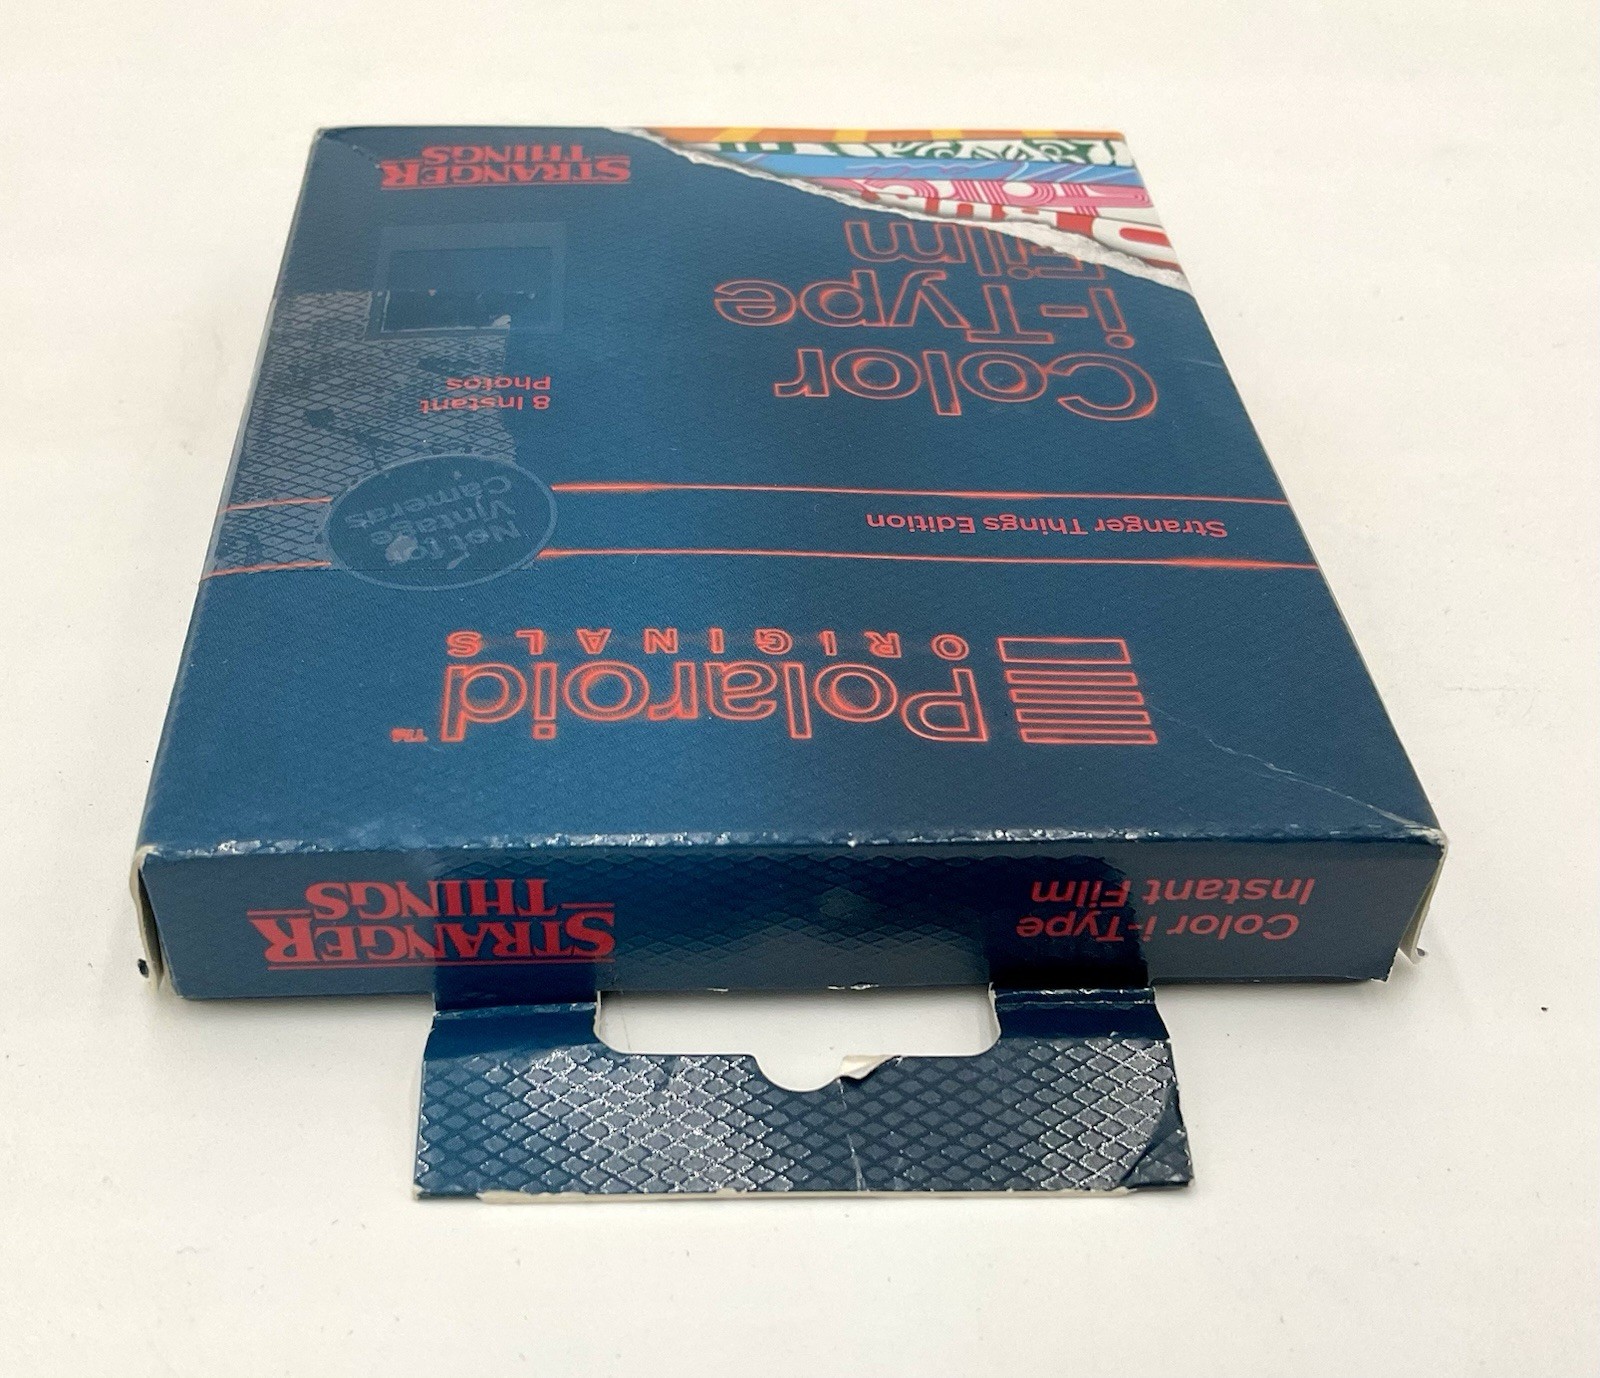 Polaroid™
ORIGINALS
Stranger Things Edition
Color
i-Type
Film
Not for
Vintage
Cameras
8 Instant
Photos
STRANGER
THINGS
Color i-Type
Instant Film
STRANGER
THINGS